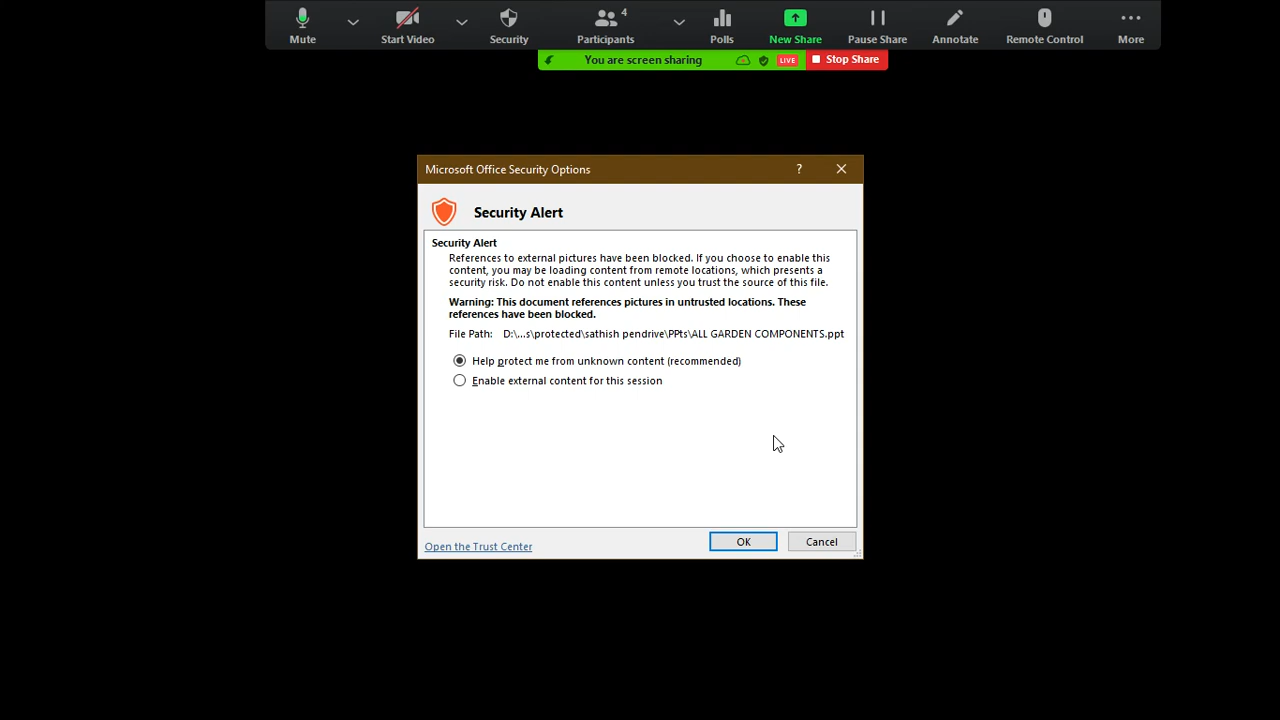 Mute
Start Video
Security
Participants
4
Polls
New Share
Pause Share
Annotate
Remote Control
More
You are screen sharing
LIVE
Stop Share
Microsoft Office Security Options
?
Security Alert
Security Alert
References to external pictures have been blocked. If you choose to enable this
content, you may be loading content from remote locations, which presents a
security risk. Do not enable this content unless you trust the source of this file.
Warning: This document references pictures in untrusted locations. These
references have been blocked.
File Path: D:\...s\protected\sathish pendrive\PPts\ALL GARDEN COMPONENTS.ppt
Help protect me from unknown content (recommended)
Enable external content for this session
Open the Trust Center
OK
Cancel